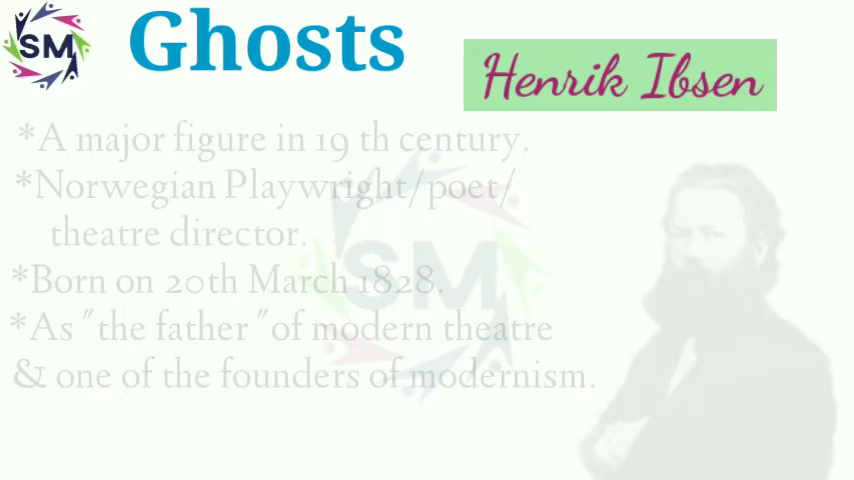 SM
Ghosts
Henrik Ibsen
*A major figure in 19 th century.
*Norwegian Playwright/poet/
theatre director.
*Born on 20th March 1828.
*As "the father "of modern theatre
& one of the founders of modernism.
SM